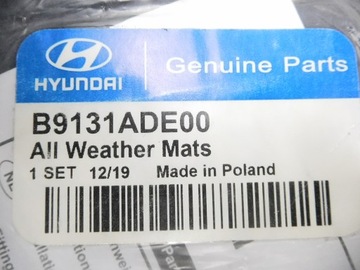 HYUNDAI
Genuine Parts
B9131ADE00
All Weather Mats
1 SET 12/19 Made in Poland